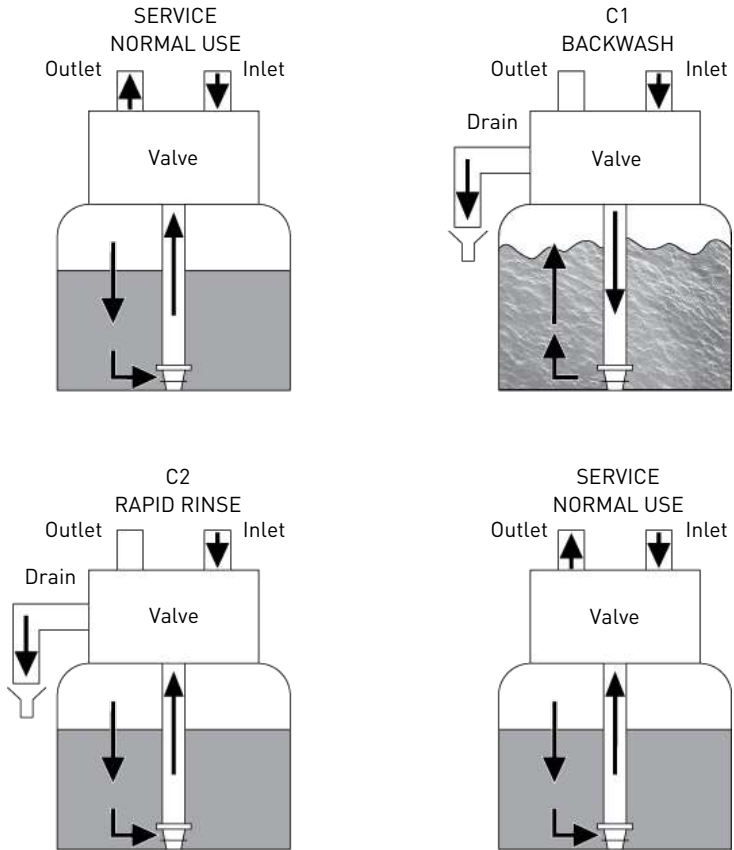 SERVICE
NORMAL USE
Outlet
Inlet
Valve
C1
BACKWASH
Outlet
Inlet
Drain
Valve
C2
RAPID RINSE
Outlet
Inlet
Drain
Valve
SERVICE
NORMAL USE
Outlet
Inlet
Valve